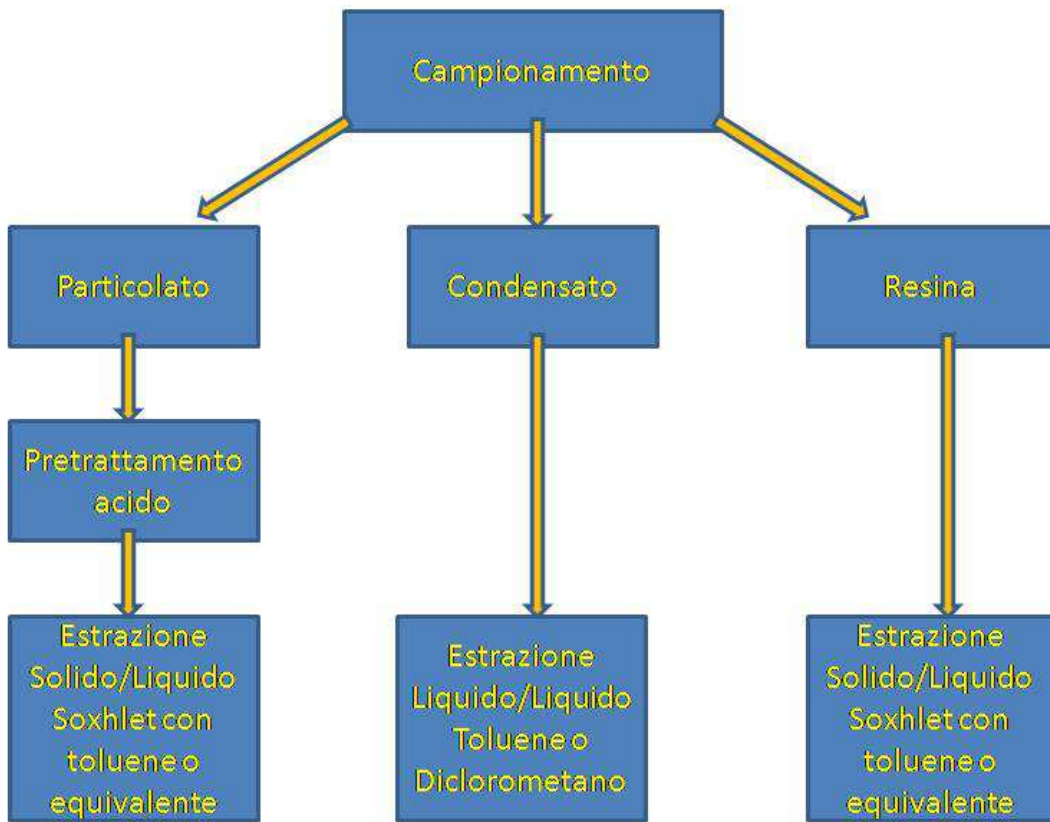 Campionamento
Particolato
Condensato
Resina
Pretrattamento
acido
Estrazione
Solido/Liquido
Soxhlet con
toluene o
equivalente
Estrazione
Liquido/Liquido
Toluene o
Diclorometano
Estrazione
Solido/Liquido
Soxhlet con
toluene o
equivalente